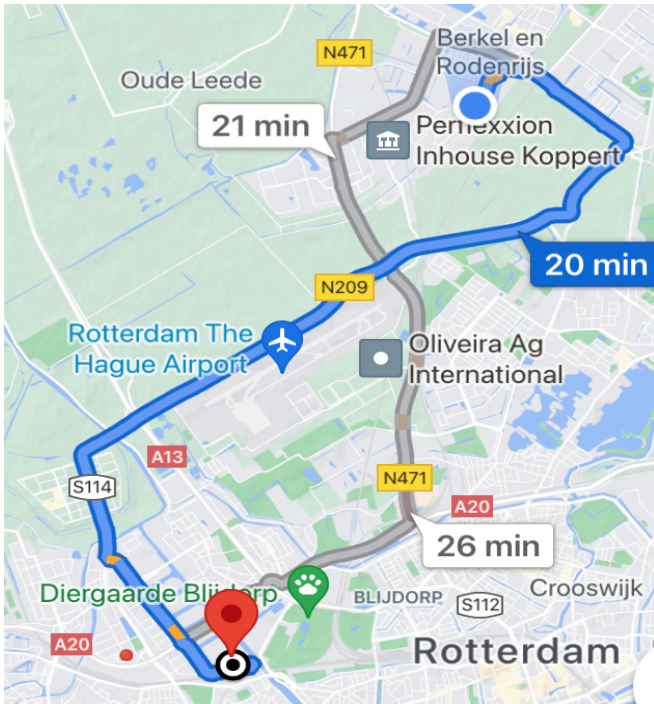 Berkel en
Rodenrijs
N471
Oude Leede
21 min
Pemexxion
Inhouse Koppert
20 min
N209
Rotterdam The
Hague Airport
Oliveira Ag
International
A13
S114
N471
A20
26 min
Diergaarde Blijdorp
BLIJDORP
S112
Crooswijk
A20
Rotterdam